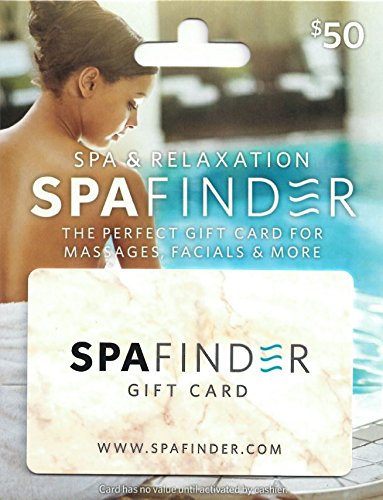 $50
SPA & RELAXATION
SPAFINDER
THE PERFECT GIFT CARD FOR
MASSAGES, FACIALS & MORE
SPAFINDER
GIFT CARD
WWW.SPAFINDER.COM
Card has no value until activated by cashier.